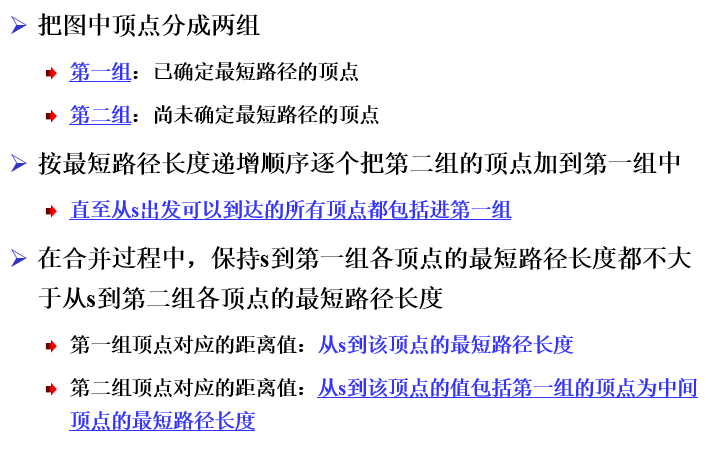 把图中顶点分成两组
第一组：已确定最短路径的顶点
第二组：尚未确定最短路径的顶点
按最短路径长度递增顺序逐个把第二组的顶点加到第一组中
直至从s出发可以到达的所有顶点都包括进第一组
在合并过程中，保持s到第一组各顶点的最短路径长度都不大
于从s到第二组各顶点的最短路径长度
第一组顶点对应的距离值：从s到该顶点的最短路径长度
第二组顶点对应的距离值：从s到该顶点的值包括第一组的顶点为中间
顶点的最短路径长度